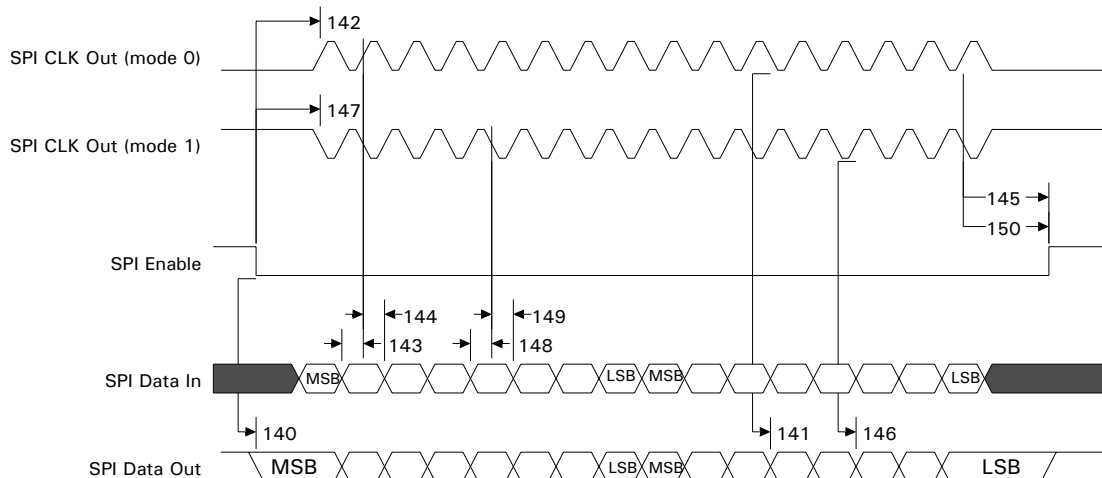 142
SPI CLK Out (mode 0)
147
SPI CLK Out (mode 1)
145
150
SPI Enable
144
149
143
148
SPI Data In
MSB
LSB
MSB
LSB
140
141
146
SPI Data Out
MSB
LSB
MSB
LSB